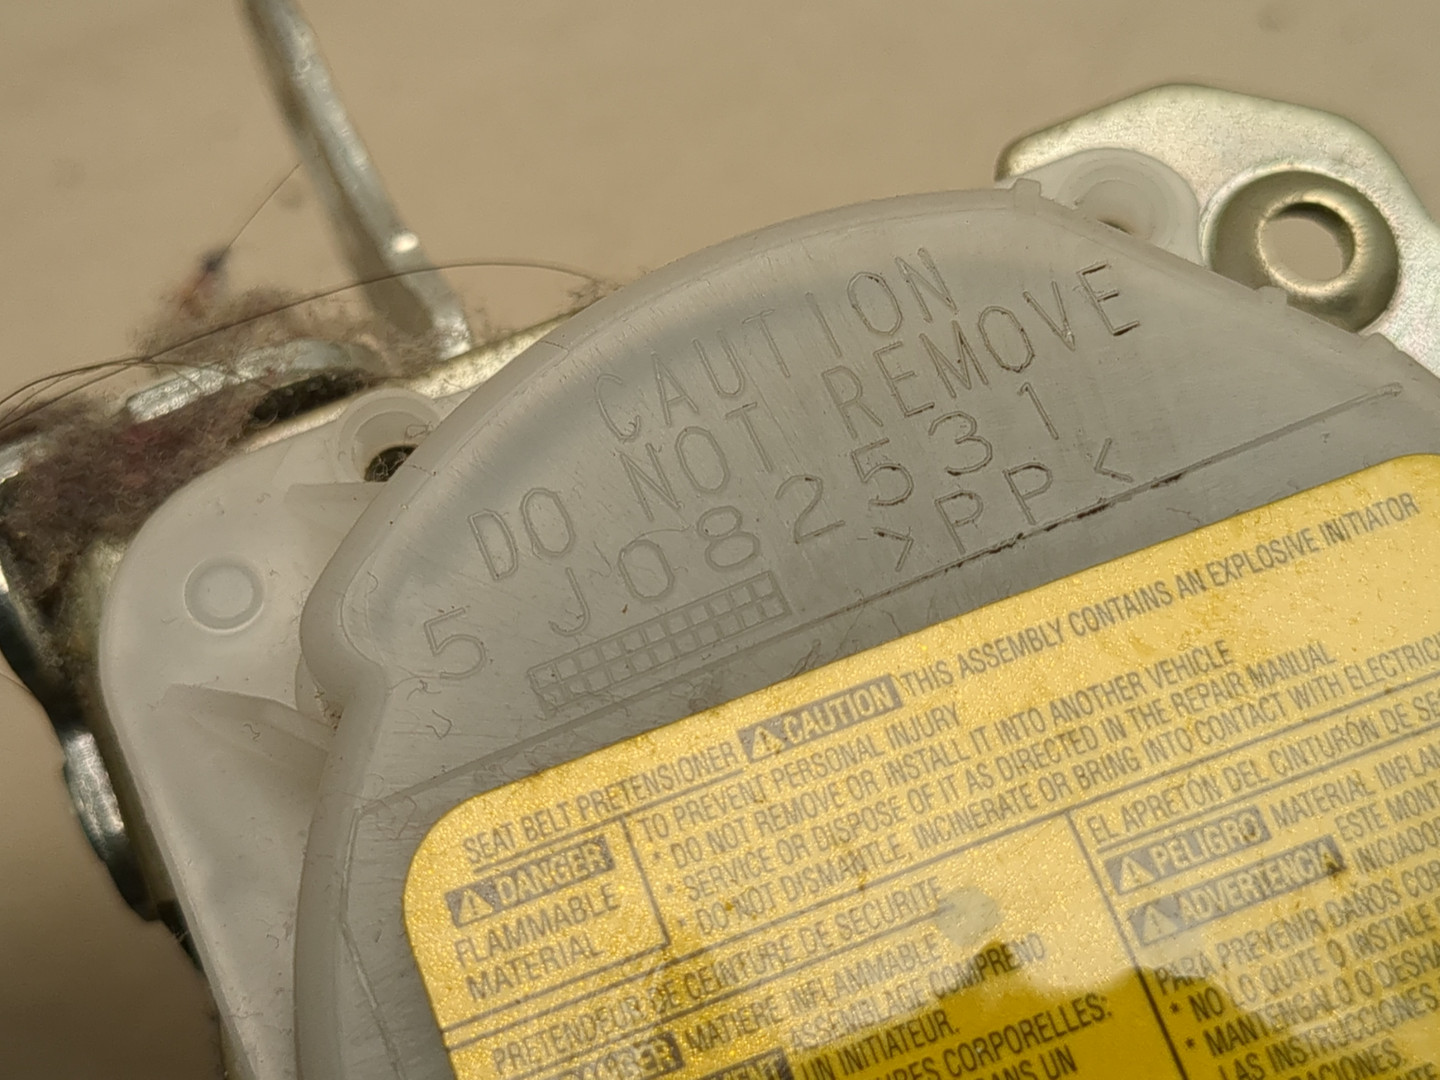 CAUTION
DO NOT REMOVE
5 J082531
>PP<
SEAT BELT PRETENSIONER
DANGER
FLAMMABLE
MATERIAL
CAUTION THIS ASSEMBLY CONTAINS AN EXPLOSIVE INITIATOR
TO PREVENT PERSONAL INJURY
* DO NOT REMOVE OR INSTALL IT INTO ANOTHER VEHICLE
* SERVICE OR DISPOSE OF IT AS DIRECTED IN THE REPAIR MANUAL
* DO NOT DISMANTLE, INCINERATE OR BRING INTO CONTACT WITH ELECTRICI
PRETENDEUR DE CEINTURE DE SECURITE
MATIERE INFLAMMABLE
ASSEMBLAGE COMPREND
UN INITIATEUR.
CORPORELLES:
DANS UN
EL APRETÓN DEL CINTURÓN DE SE
PELIGRO MATERIAL INFLAM
ADVERTENCIA ESTE MONT
INICIADO
PARA PREVENIR DAÑOS COR
* NO LO QUITE O INSTALE
* MANTÉNGALO O DESHA
LAS INSTRUCCIONES